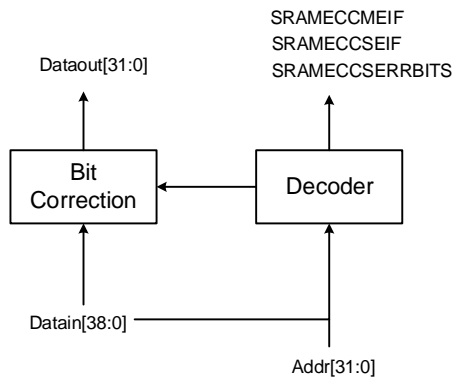 SRAMECCMEIF
SRAMECCSEIF
SRAMECCSERRBITS
Dataout[31:0]
Bit
Correction
Decoder
Datain[38:0]
Addr[31:0]